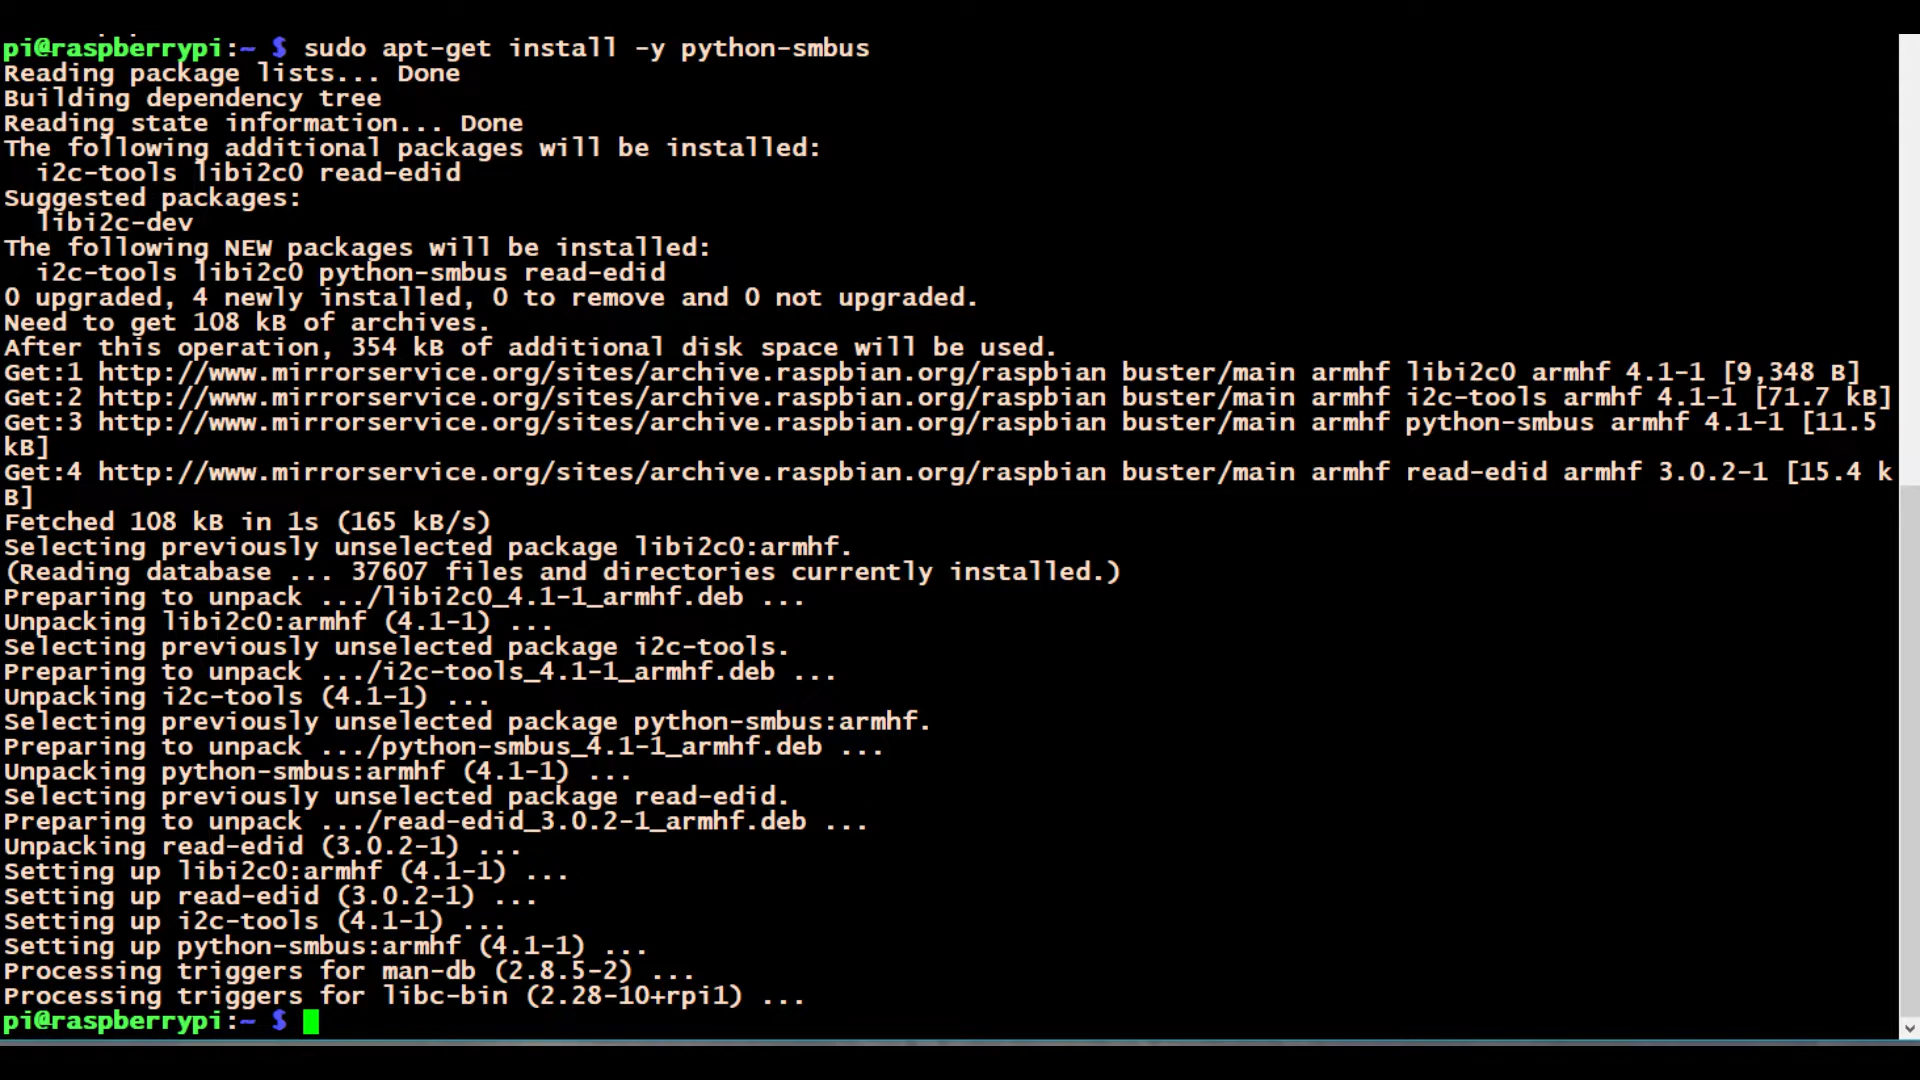 pi@raspberrypi:~ $ sudo apt-get install -y python-smbus
Reading package lists... Done
Building dependency tree
Reading state information... Done
The following additional packages will be installed:
  i2c-tools libi2c0 read-edid
Suggested packages:
  libi2c-dev
The following NEW packages will be installed:
  i2c-tools libi2c0 python-smbus read-edid
0 upgraded, 4 newly installed, 0 to remove and 0 not upgraded.
Need to get 108 kB of archives.
After this operation, 354 kB of additional disk space will be used.
Get:1 http://www.mirrorservice.org/sites/archive.raspbian.org/raspbian buster/main armhf libi2c0 armhf 4.1-1 [9,348 B]
Get:2 http://www.mirrorservice.org/sites/archive.raspbian.org/raspbian buster/main armhf i2c-tools armhf 4.1-1 [71.7 kB]
Get:3 http://www.mirrorservice.org/sites/archive.raspbian.org/raspbian buster/main armhf python-smbus armhf 4.1-1 [11.5
kB]
Get:4 http://www.mirrorservice.org/sites/archive.raspbian.org/raspbian buster/main armhf read-edid armhf 3.0.2-1 [15.4 k
B]
Fetched 108 kB in 1s (165 kB/s)
Selecting previously unselected package libi2c0:armhf.
(Reading database ... 37607 files and directories currently installed.)
Preparing to unpack .../libi2c0_4.1-1_armhf.deb ...
Unpacking libi2c0:armhf (4.1-1) ...
Selecting previously unselected package i2c-tools.
Preparing to unpack .../i2c-tools_4.1-1_armhf.deb ...
Unpacking i2c-tools (4.1-1) ...
Selecting previously unselected package python-smbus:armhf.
Preparing to unpack .../python-smbus_4.1-1_armhf.deb ...
Unpacking python-smbus:armhf (4.1-1) ...
Selecting previously unselected package read-edid.
Preparing to unpack .../read-edid_3.0.2-1_armhf.deb ...
Unpacking read-edid (3.0.2-1) ...
Setting up libi2c0:armhf (4.1-1) ...
Setting up read-edid (3.0.2-1) ...
Setting up i2c-tools (4.1-1) ...
Setting up python-smbus:armhf (4.1-1) ...
Processing triggers for man-db (2.8.5-2) ...
Processing triggers for libc-bin (2.28-10+rpi1) ...
pi@raspberrypi:~ $